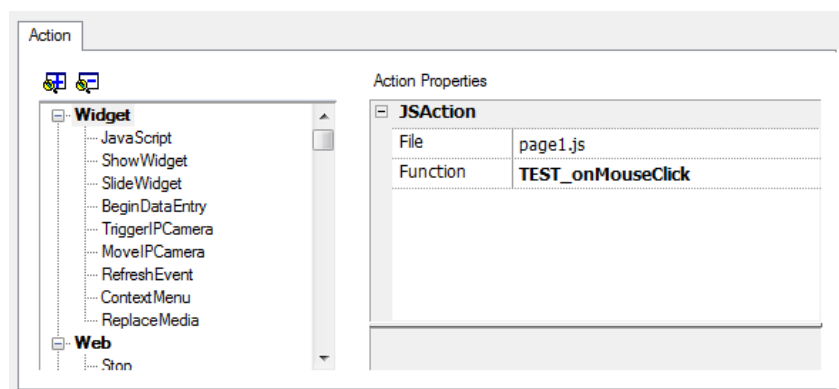 Action
Action Properties
Widget
JavaScript
ShowWidget
SlideWidget
BeginDataEntry
TriggerIPCamera
MoveIPCamera
RefreshEvent
ContextMenu
ReplaceMedia
Web
Stop
JSAction
File page1.js
Function TEST_onMouseClick